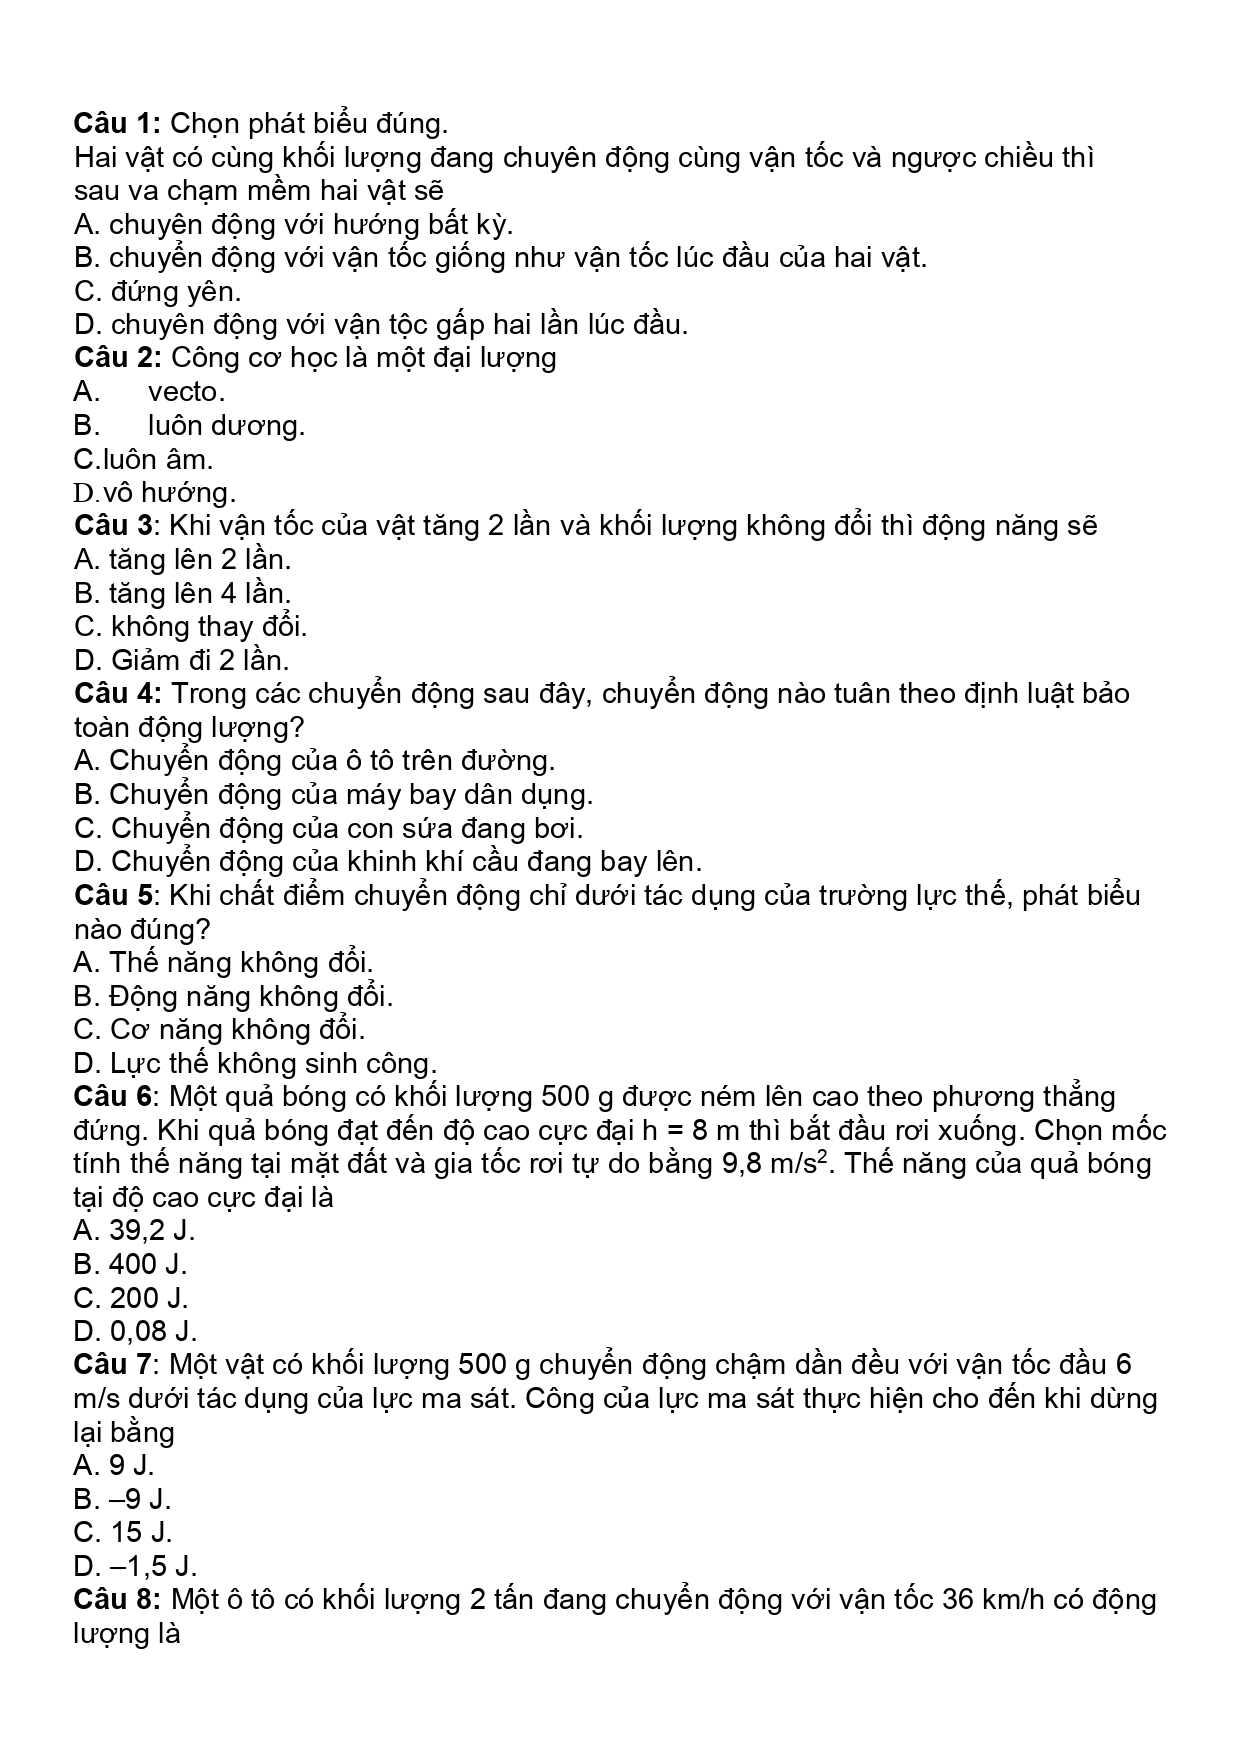 Câu 1: Chọn phát biểu đúng.
Hai vật có cùng khối lượng đang chuyên động cùng vận tốc và ngược chiều thì
sau va chạm mềm hai vật sẽ
A. chuyên động với hướng bất kỳ.
B. chuyển động với vận tốc giống như vận tốc lúc đầu của hai vật.
C. đứng yên.
D. chuyên động với vận tộc gấp hai lần lúc đầu.
Câu 2: Công cơ học là một đại lượng
A. vecto.
B. luôn dương.
C.luôn âm.
D.vô hướng.
Câu 3: Khi vận tốc của vật tăng 2 lần và khối lượng không đổi thì động năng sẽ
A. tăng lên 2 lần.
B. tăng lên 4 lần.
C. không thay đổi.
D. Giảm đi 2 lần.
Câu 4: Trong các chuyển động sau đây, chuyển động nào tuân theo định luật bảo
toàn động lượng?
A. Chuyển động của ô tô trên đường.
B. Chuyển động của máy bay dân dụng.
C. Chuyển động của con sứa đang bơi.
D. Chuyển động của khinh khí cầu đang bay lên.
Câu 5: Khi chất điểm chuyển động chỉ dưới tác dụng của trường lực thế, phát biểu
nào đúng?
A. Thế năng không đổi.
B. Động năng không đổi.
C. Cơ năng không đổi.
D. Lực thế không sinh công.
Câu 6: Một quả bóng có khối lượng 500 g được ném lên cao theo phương thẳng
đứng. Khi quả bóng đạt đến độ cao cực đại h = 8 m thì bắt đầu rơi xuống. Chọn mốc
tính thế năng tại mặt đất và gia tốc rơi tự do bằng 9,8 m/s². Thế năng của quả bóng
tại độ cao cực đại là
A. 39,2 J.
B. 400 J.
C. 200 J.
D. 0,08 J.
Câu 7: Một vật có khối lượng 500 g chuyển động chậm dần đều với vận tốc đầu 6
m/s dưới tác dụng của lực ma sát. Công của lực ma sát thực hiện cho đến khi dừng
lại bằng
A. 9 J.
B. –9 J.
C. 15 J.
D. –1,5 J.
Câu 8: Một ô tô có khối lượng 2 tấn đang chuyển động với vận tốc 36 km/h có động
lượng là